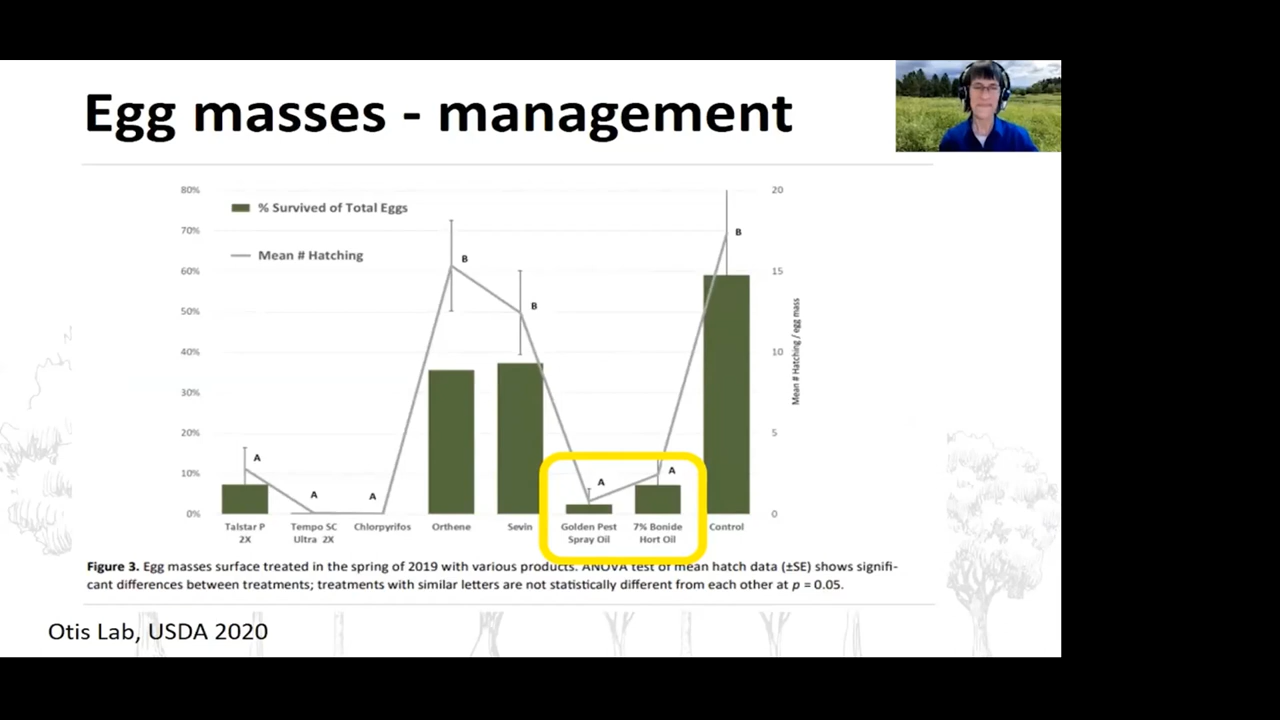 Egg masses - management
80%
70%
60%
50%
40%
30%
20%
10%
0%
% Survived of Total Eggs
Mean # Hatching
A
A
A
B
B
A
A
B
20
15
10
5
0
Mean # Hatching / egg mass
Talstar P 2X
Tempo SC Ultra 2X
Chlorpyrifos
Orthene
Sevin
Golden Pest Spray Oil
7% Bonide Hort Oil
Control
Figure 3. Egg masses surface treated in the spring of 2019 with various products. ANOVA test of mean hatch data (±SE) shows signifi-
cant differences between treatments; treatments with similar letters are not statistically different from each other at p = 0.05.
Otis Lab, USDA 2020